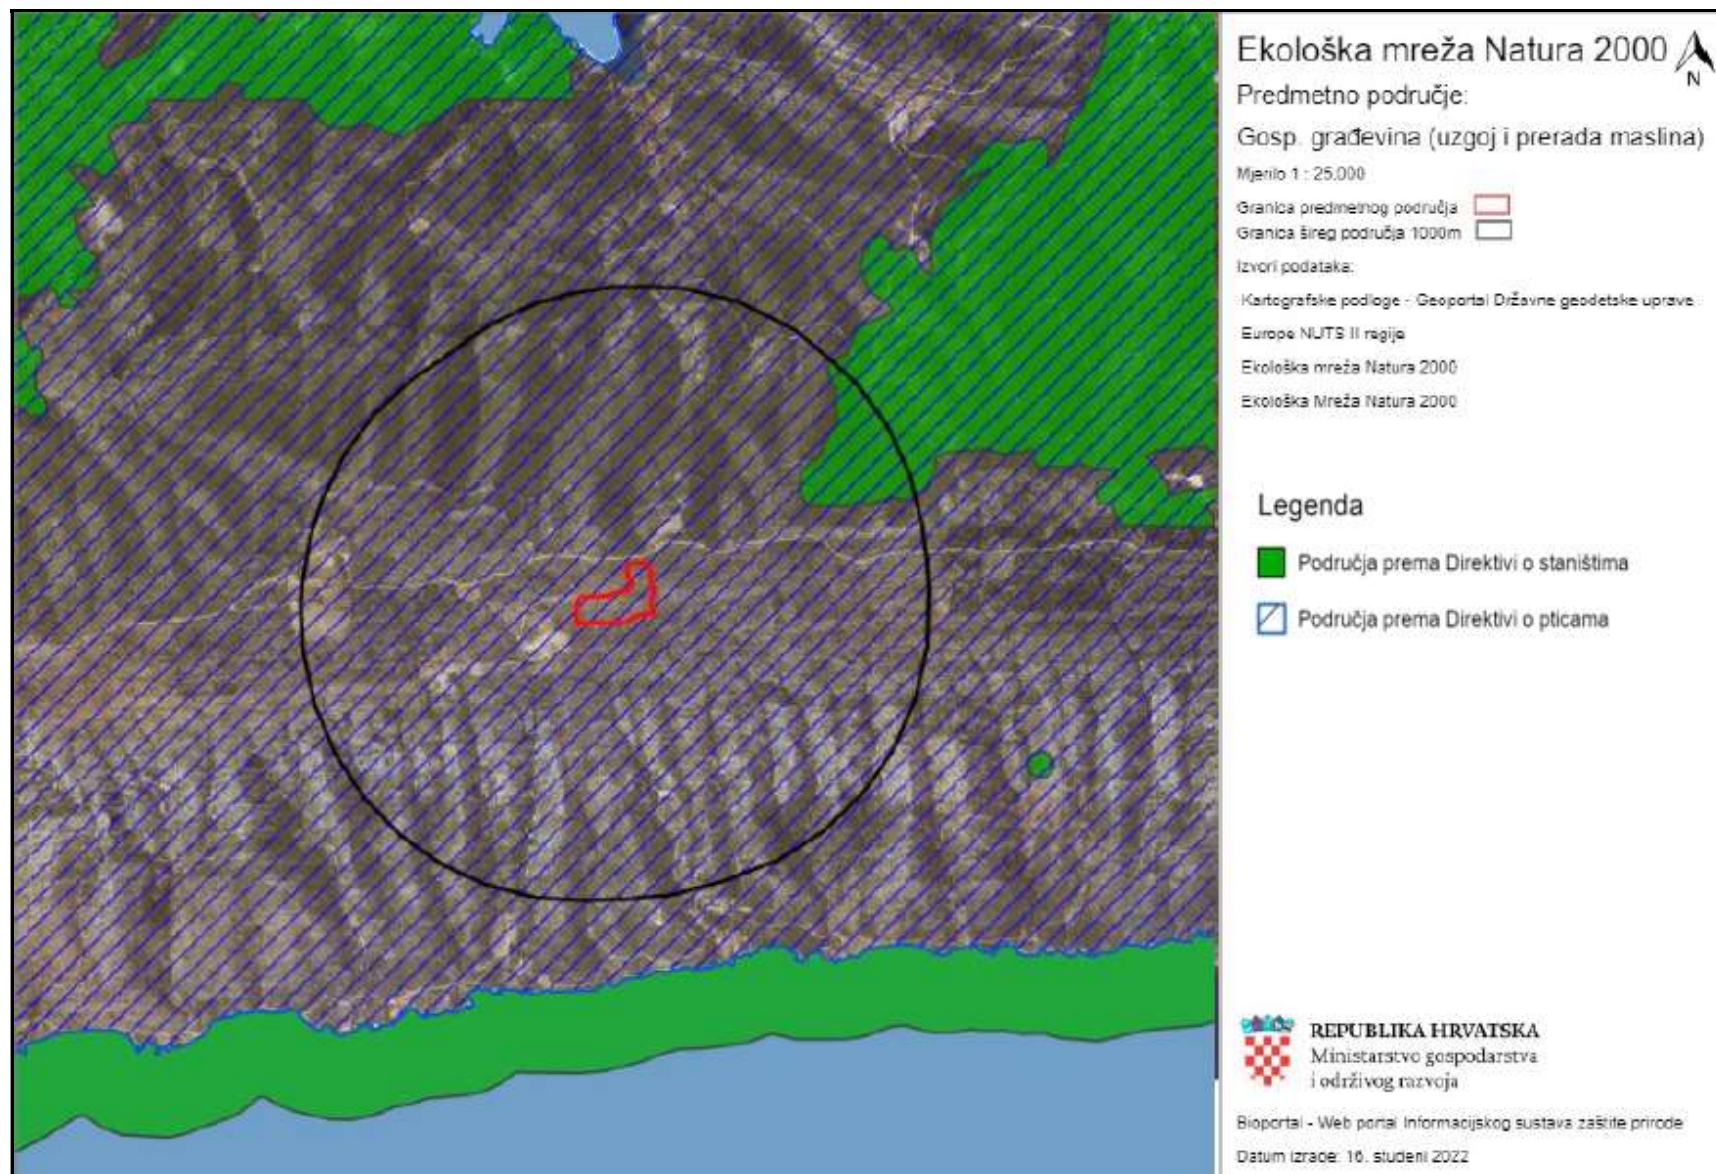 Ekološka mreža Natura 2000
N
Predmetno područje:
Gosp. građevina (uzgoj i prerada maslina)
Mjerilo 1 : 25.000
Granica predmetnog područja
Granica šireg područja 1000m
Izvori podataka:
Kartografske podloge - Geoportal Državne geodetske uprave
Europe NUTS II regije
Ekološka mreža Natura 2000
Ekološka Mreža Natura 2000
Legenda
Područja prema Direktivi o staništima
Područja prema Direktivi o pticama
REPUBLIKA HRVATSKA
Ministarstvo gospodarstva
i održivog razvoja
Bioportal - Web portal Informacijskog sustava zaštite prirode
Datum izrade: 16. studeni 2022